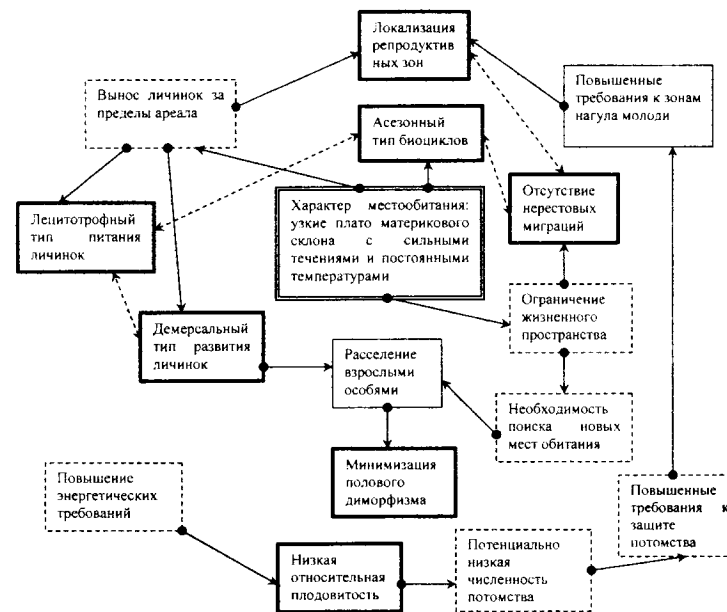 Локализация
репродуктив
ных зон
Вынос личинок за
пределы ареала
Повышенные
требования к зонам
нагула молоди
Асезонный
тип биоциклов
Характер местообитания:
узкие плато материкового
склона с сильными
течениями и постоянными
температурами
Отсутствие
нерестовых
миграций
Лецитотрофный
тип питания
личинок
Ограничение
жизненного
пространства
Демерсальный
тип развития
личинок
Расселение
взрослыми
особями
Необходимость
поиска новых
мест обитания
Минимизация
полового
диморфизма
Повышение
энергетических
требований
Повышенные
требования к
защите
потомства
Низкая
относительная
плодовитость
Потенциально
низкая
численность
потомства